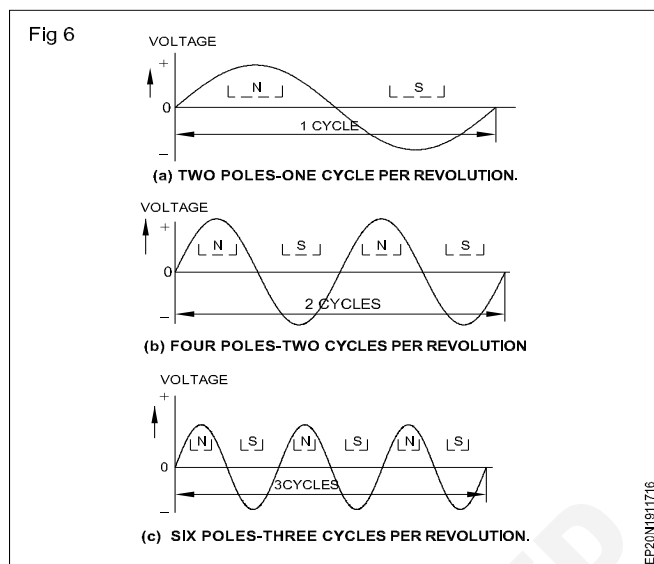 Fig 6
VOLTAGE
+
N
S
0
1 CYCLE
–
(a) TWO POLES-ONE CYCLE PER REVOLUTION.
VOLTAGE
+
N S N S
0
2 CYCLES
–
(b) FOUR POLES-TWO CYCLES PER REVOLUTION
VOLTAGE
+
N S N S N S
0
3CYCLES
–
(c) SIX POLES-THREE CYCLES PER REVOLUTION.
EP20N1911716